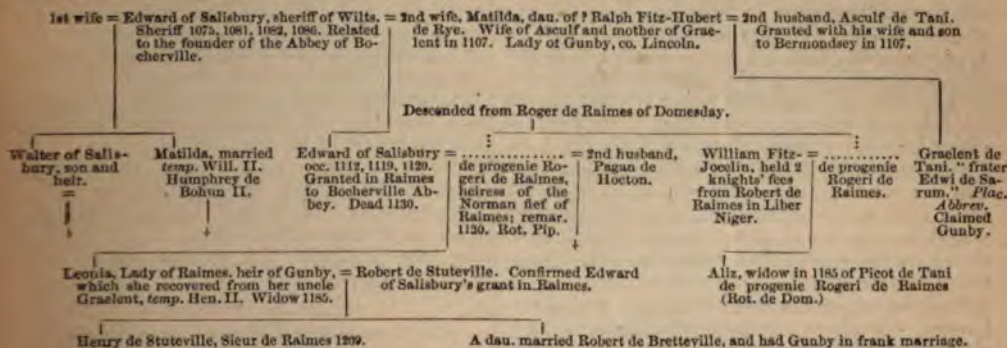 1st wife = Edward of Salisbury, sheriff of Wilts. = 2nd wife, Matilda, dau. of ? Ralph Fitz-Hubert = 2nd husband, Asculf de Tani.
Sheriff 1075, 1081, 1082, 1086. Related
to the founder of the Abbey of Bo-
cherville.
de Rye. Wife of Asculf and mother of Grae-
lent in 1107. Lady of Gunby, co. Lincoln.
Granted with his wife and son
to Bermondsey in 1107.
Descended from Roger de Raimes of Domesday.
Walter of Salis-
bury, son and
heir.
=
Matilda, married
temp. Will. II.
Humphrey de
Bohun II.
Edward of Salisbury =
occ. 1112, 1119, 1120.
Granted in Raimes
to Bocherville Ab-
bey. Dead 1130.
..................
de progenie Ro-
geri de Raimes,
heiress of the
Norman fief of
Raimes; remar.
1130. Rot. Pip.
= 2nd husband,
Pagan de
Hocton.
William Fitz-
Jocelin, held 2
knights' fees
from Robert de
Raimes in Liber
Niger.
= ..................
de progenie
Rogeri de
Raimes.
Graelent de
Tani. "frater
Edwi de Sa-
rum." Plac.
Abbrev.
Claimed
Gunby.
Leonia, Lady of Raimes, heir of Gunby,
which she recovered from her uncle
Graelent, temp. Hen. II. Widow 1185.
= Robert de Stuteville. Confirmed Edward
of Salisbury's grant in Raimes.
Aliz, widow in 1185 of Picot de Tani
de progenie Rogeri de Raimes
(Rot. de Dom.)
Henry de Stuteville, Sieur de Raimes 1209.
A dau. married Robert de Bretteville, and had Gunby in frank marriage.